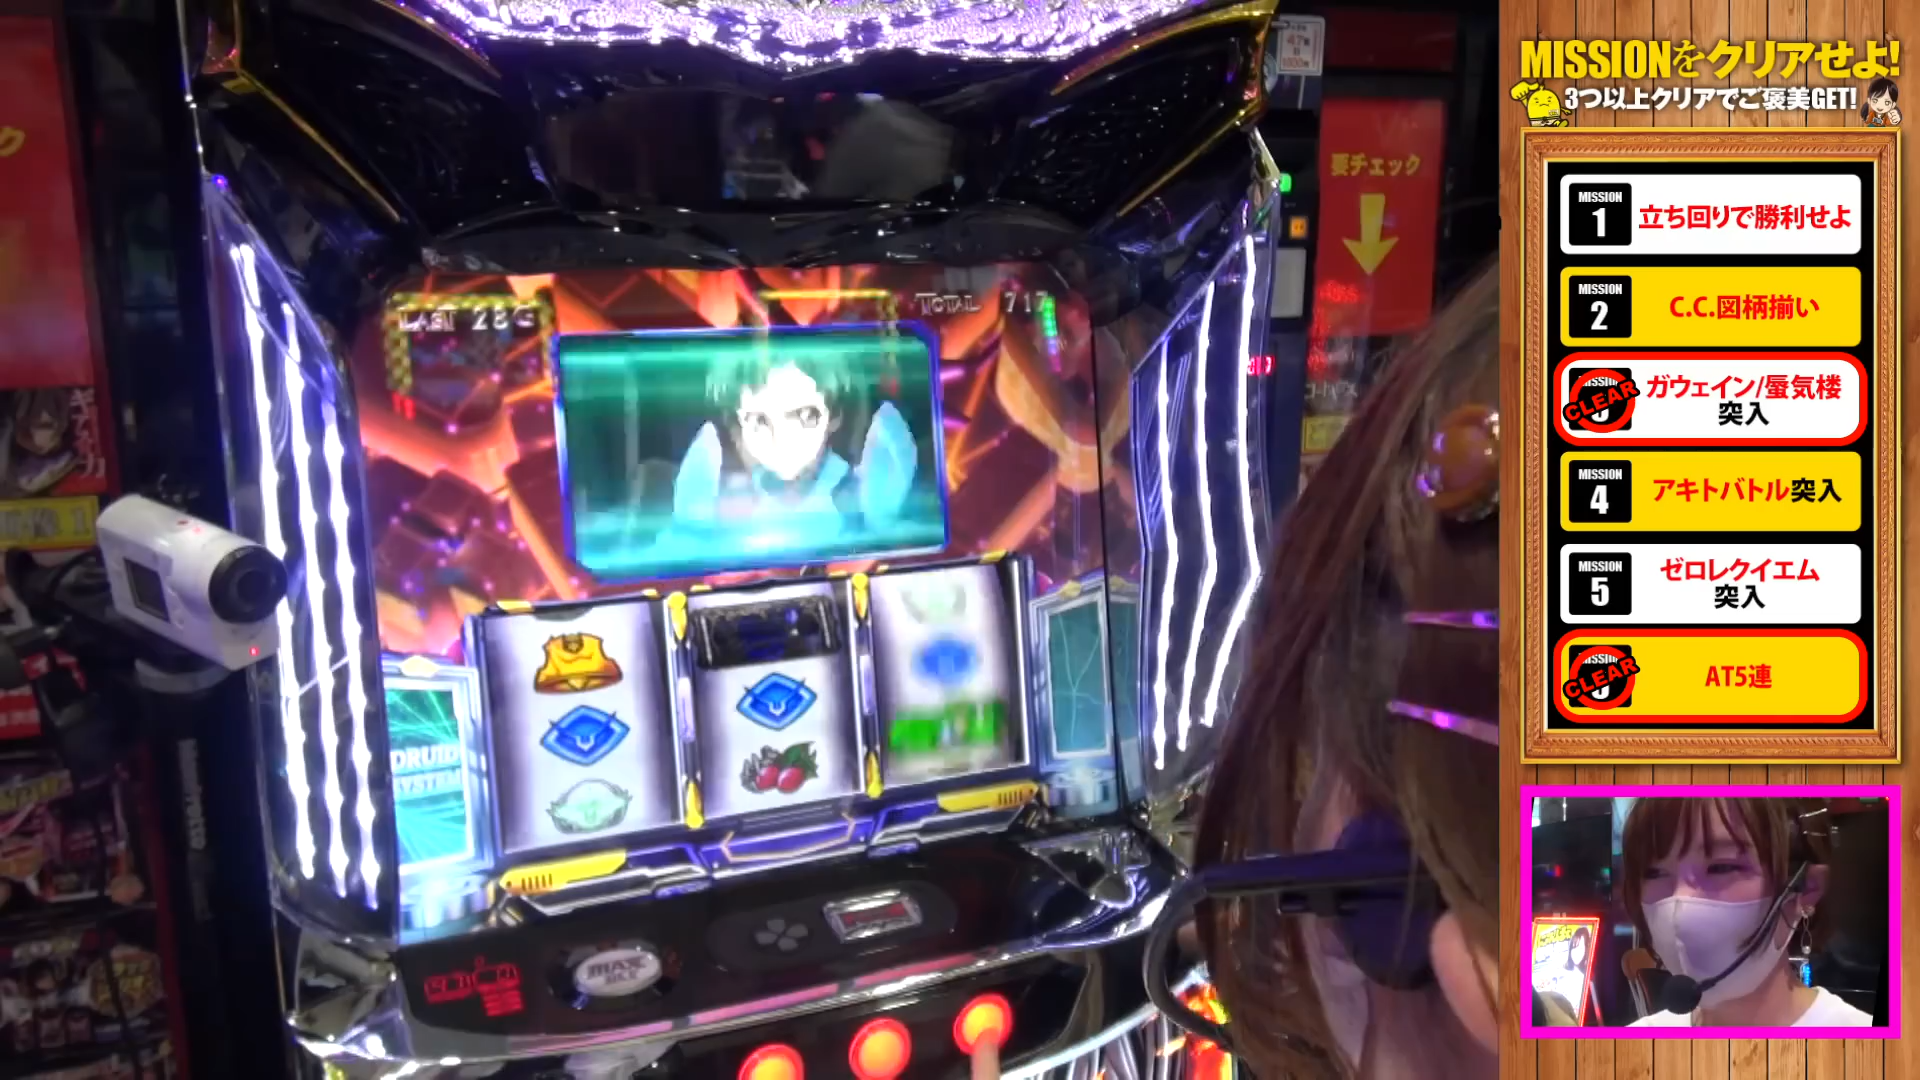 MISSIONをクリアせよ!
3つ以上クリアでご褒美GET!
MISSION
1
立ち回りで勝利せよ
MISSION
2
C.C.図柄揃い
CLEAR
ガウェイン/蜃気楼
突入
MISSION
4
アキトバトル突入
MISSION
5
ゼロレクイエム
突入
CLEAR
AT5連
要チェック
LAST 28G
TOTAL 717
DRUID
SYSTEM
MAX
BET